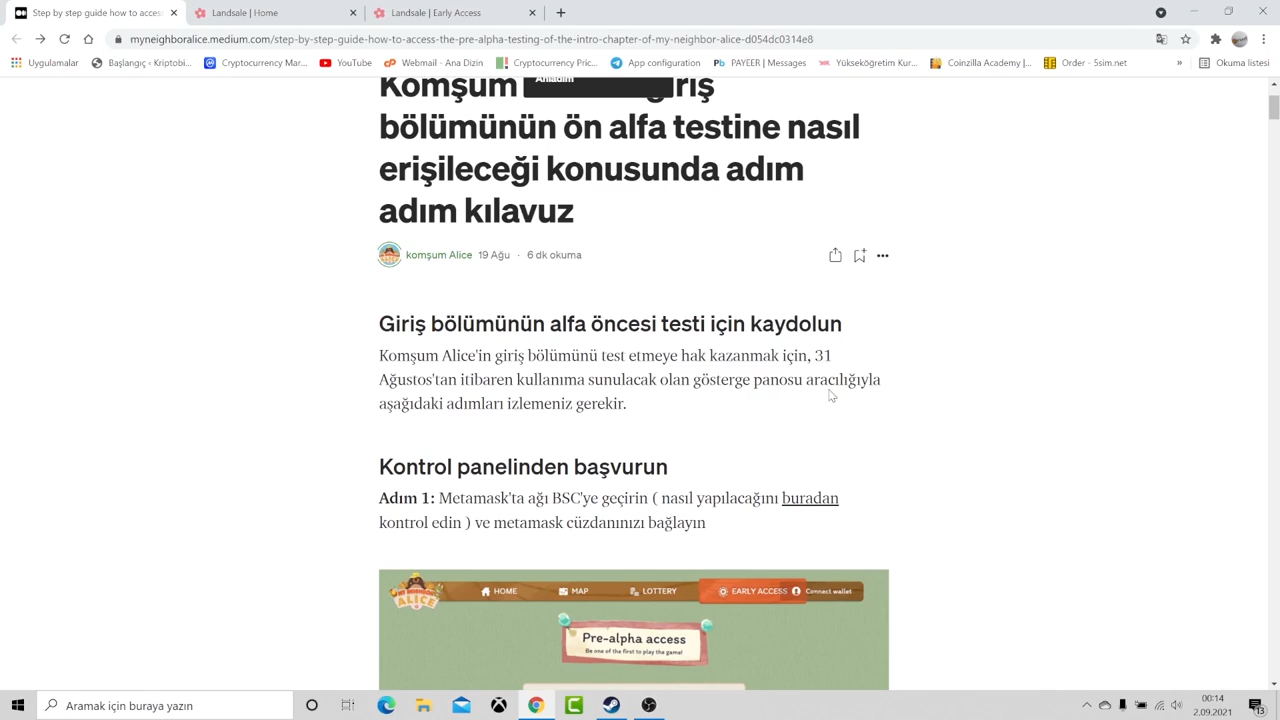 Step by step guide how to acces
Landsale | Home
Early Access
myneighboralice.medium.com/step-by-step-guide-how-to-access-the-pre-alpha-testing-of-the-intro-chapter-of-my-neighbor-alice-d054dc0314e8
Uygulamalar
Başlangıç ‹ Kriptobi...
Cryptocurrency Mar...
YouTube
Webmail · Ana Dizin
Cryptocurrency Pric...
App configuration
PAYEER | Messages
Yükseköğretim Kur...
Coinzilla Academy |...
Order - 5sim.net
»
Okuma listesi
Anladım
Komşum giriş
bölümünün ön alfa testine nasıl
erişileceği konusunda adım
adım kılavuz
komşum Alice 19 Ağu · 6 dk okuma
Giriş bölümünün alfa öncesi testi için kaydolun
Komşum Alice'in giriş bölümünü test etmeye hak kazanmak için, 31
Ağustos'tan itibaren kullanıma sunulacak olan gösterge panosu aracılığıyla
aşağıdaki adımları izlemeniz gerekir.
Kontrol panelinden başvurun
Adım 1: Metamask'ta ağı BSC'ye geçirin ( nasıl yapılacağını buradan
kontrol edin ) ve metamask cüzdanınızı bağlayın
ALICE
HOME
MAP
LOTTERY
EARLY ACCESS
Connect wallet
Pre-alpha access
Be one of the first to play the game!
Aramak için buraya yazın
00:14
2.09.2021
13